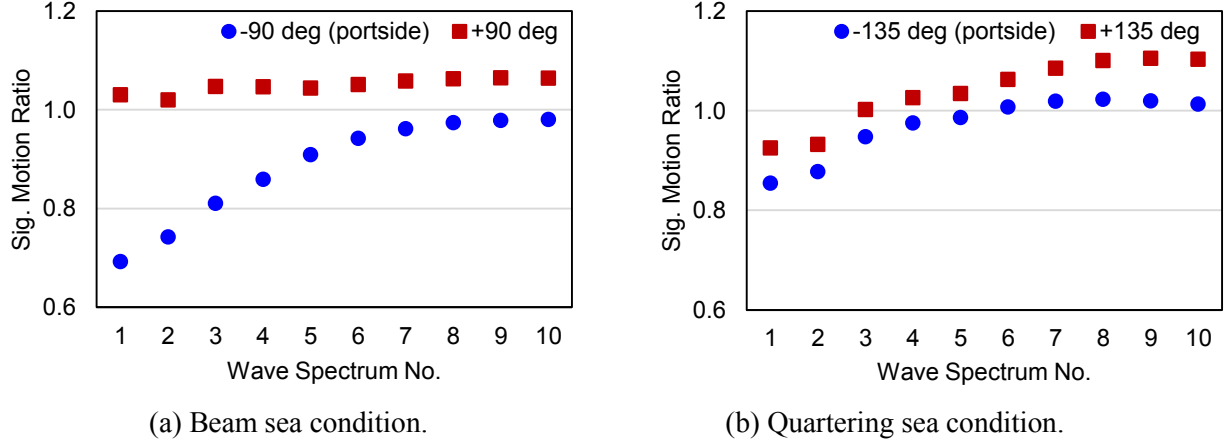 1.2
-90 deg (portside) +90 deg
1.0
0.8
0.6
Sig. Motion Ratio
1 2 3 4 5 6 7 8 9 10
Wave Spectrum No.
(a) Beam sea condition.
1.2
-135 deg (portside) +135 deg
1.0
0.8
0.6
Sig. Motion Ratio
1 2 3 4 5 6 7 8 9 10
Wave Spectrum No.
(b) Quartering sea condition.